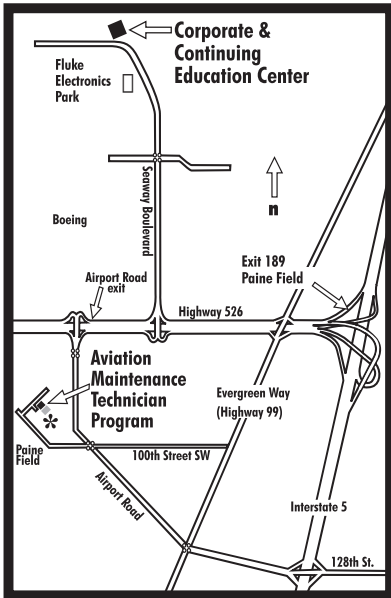 Corporate &
Continuing
Education Center
Fluke
Electronics
Park
Seaway Boulevard
n
Boeing
Airport Road
exit
Exit 189
Paine Field
Highway 526
Aviation
Maintenance
Technician
Program
Evergreen Way
(Highway 99)
Paine
Field
100th Street SW
Airport Road
Interstate 5
128th St.